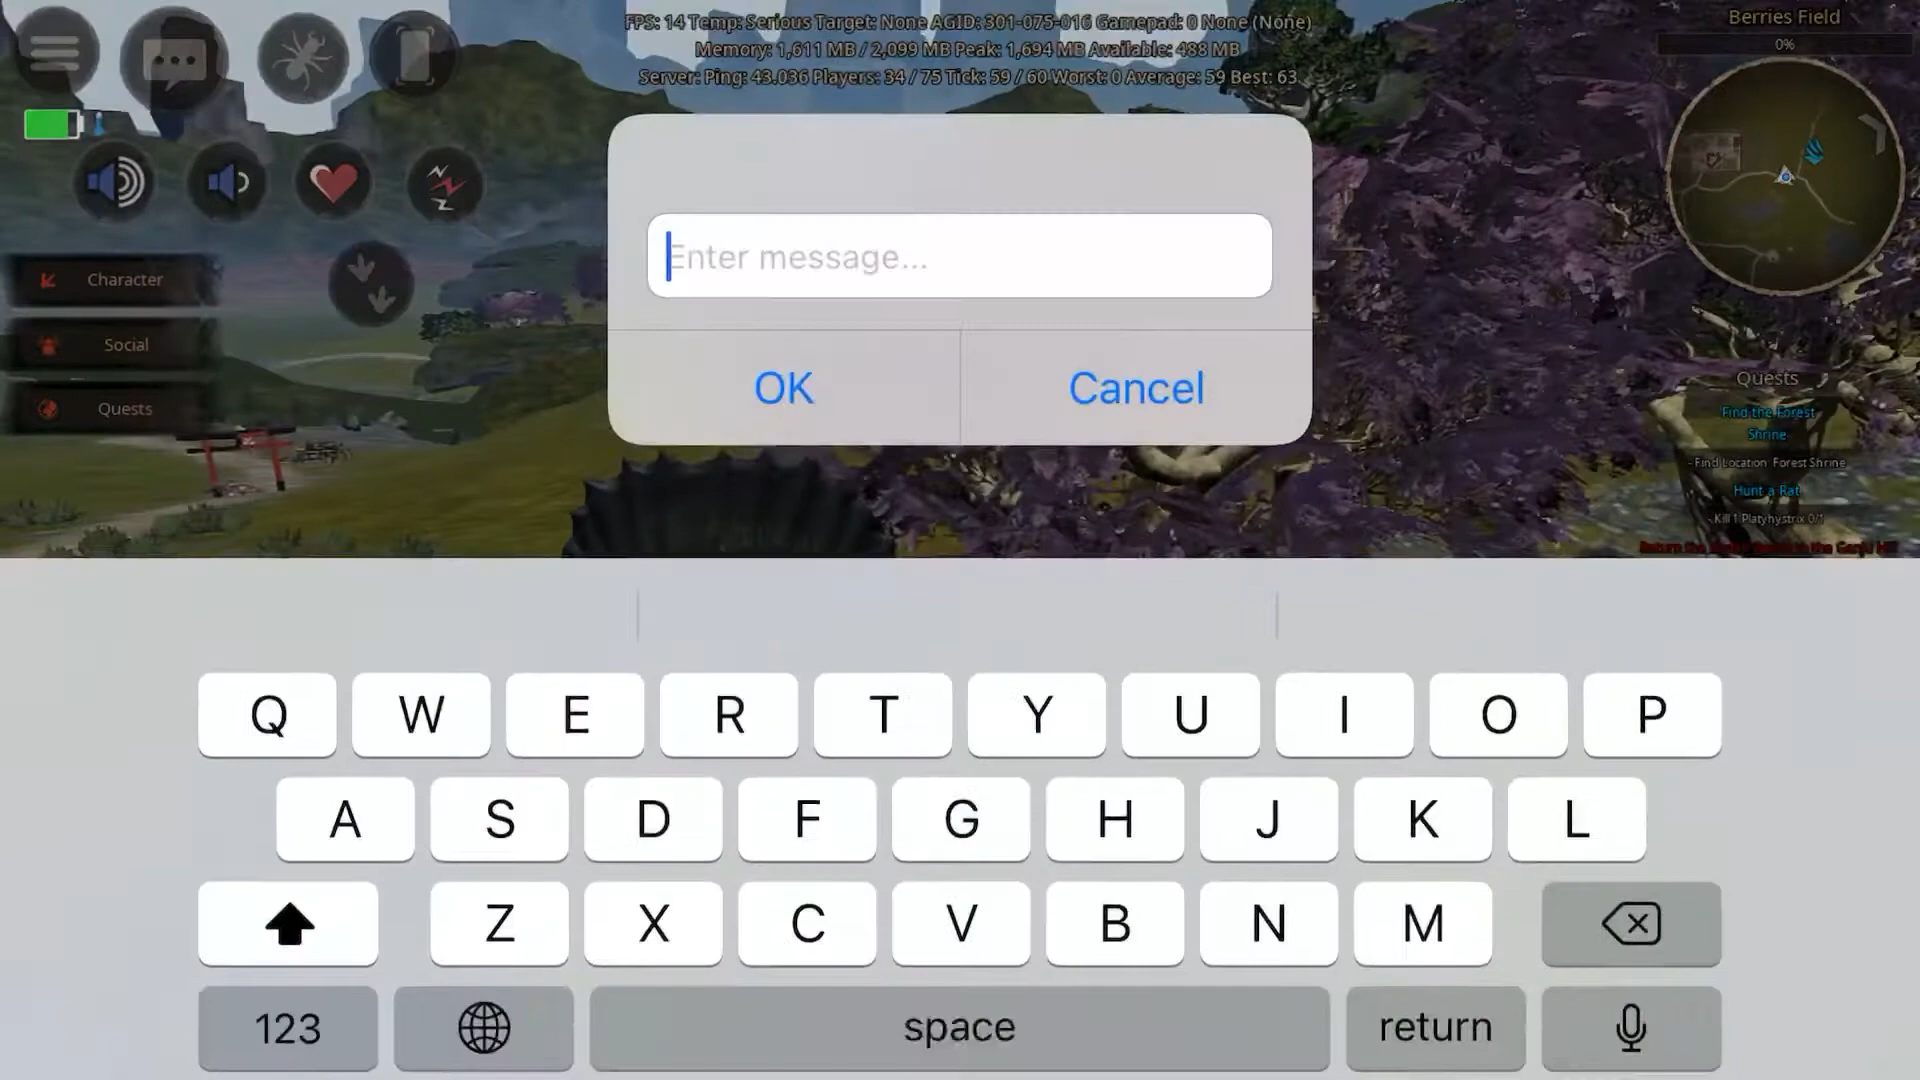 FPS: 14 Temp: Serious Target: None AGID: 301-075-016 Gamepad: 0 None (None)
Memory: 1,611 MB / 2,099 MB Peak: 1,694 MB Available: 488 MB
Server: Ping: 43.036 Players: 34 / 75 Tick: 59 / 60 Worst: 0 Average: 59 Best: 63
Berries Field
0%
Enter message...
OK
Cancel
Character
Social
Quests
Quests
Find the Forest
Shrine
- Find Location Forest Shrine
Hunt a Rat
- Kill 1 Platyhystrix 0/1
Q W E R T Y U I O P
A S D F G H J K L
Z X C V B N M
123
space
return